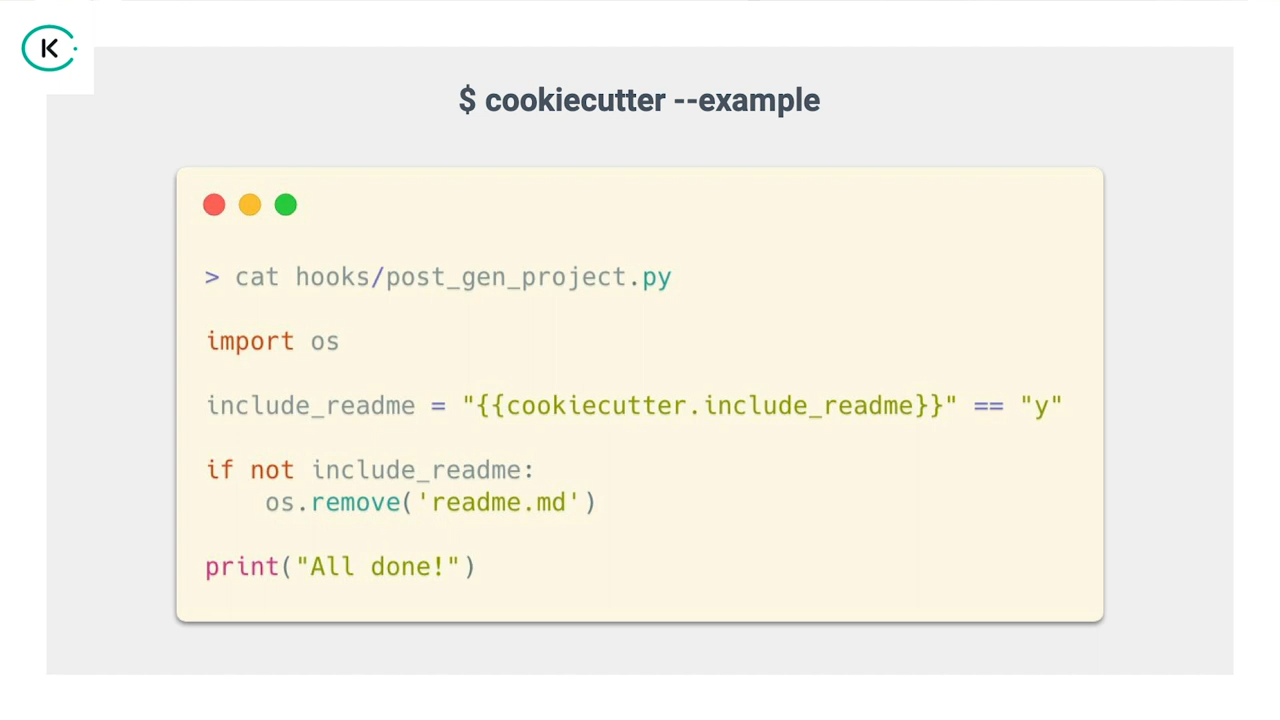 K
$ cookiecutter --example
> cat hooks/post_gen_project.py
import os
include_readme = "{{cookiecutter.include_readme}}" == "y"
if not include_readme:
    os.remove('readme.md')
print("All done!")